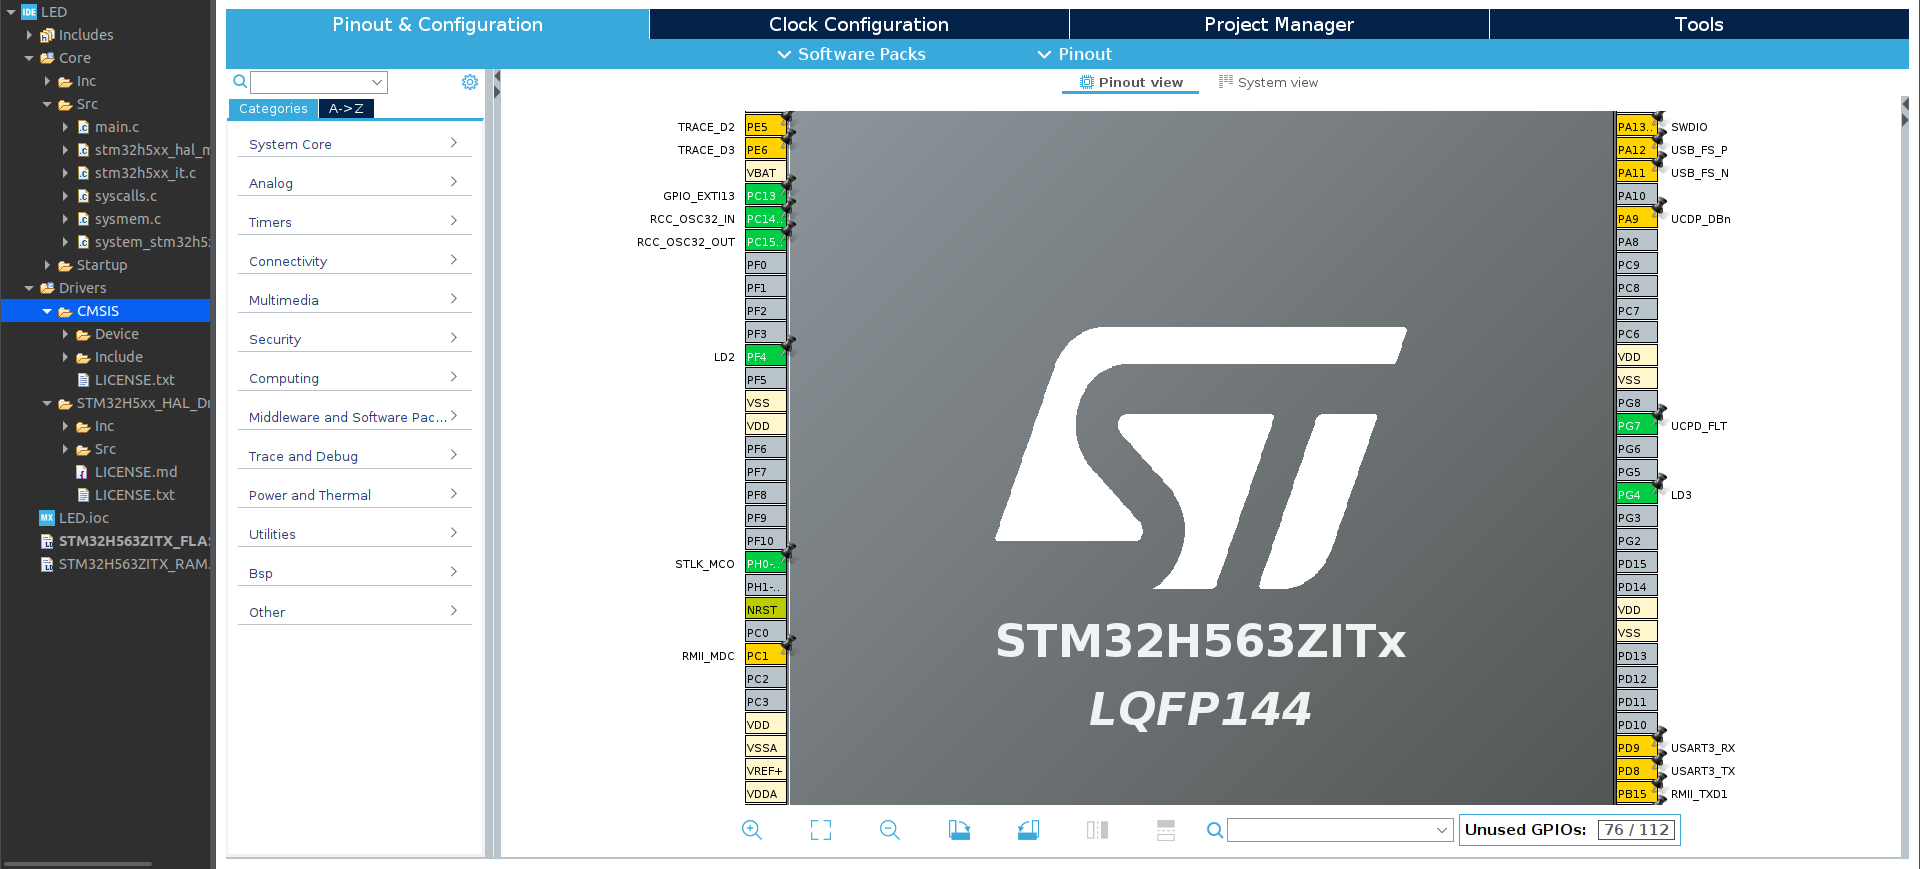 LED
Includes
Core
Inc
Src
main.c
stm32h5xx_hal_m
stm32h5xx_it.c
syscalls.c
sysmem.c
system_stm32h5
Startup
Drivers
CMSIS
Device
Include
LICENSE.txt
STM32H5xx_HAL_Dr
Inc
Src
LICENSE.md
LICENSE.txt
LED.ioc
STM32H563ZITX_FLA
STM32H563ZITX_RAM.
Pinout & Configuration
Clock Configuration
Project Manager
Tools
Software Packs
Pinout
Categories
A->Z
System Core
Analog
Timers
Connectivity
Multimedia
Security
Computing
Middleware and Software Pac...
Trace and Debug
Power and Thermal
Utilities
Bsp
Other
Pinout view
System view
TRACE_D2 PE5
TRACE_D3 PE6
VBAT
GPIO_EXTI13 PC13
RCC_OSC32_IN PC14..
RCC_OSC32_OUT PC15..
PF0
PF1
PF2
PF3
LD2 PF4
PF5
VSS
VDD
PF6
PF7
PF8
PF9
PF10
STLK_MCO PH0-..
PH1-..
NRST
PC0
RMII_MDC PC1
PC2
PC3
VDD
VSSA
VREF+
VDDA
ST
STM32H563ZITx
LQFP144
PA13.. SWDIO
PA12 USB_FS_P
PA11 USB_FS_N
PA10
PA9 UCDP_DBn
PA8
PC9
PC8
PC7
PC6
VDD
VSS
PG8
PG7 UCPD_FLT
PG6
PG5
PG4 LD3
PG3
PG2
PD15
PD14
VDD
VSS
PD13
PD12
PD11
PD10
PD9 USART3_RX
PD8 USART3_TX
PB15 RMII_TXD1
Unused GPIOs: 76 / 112